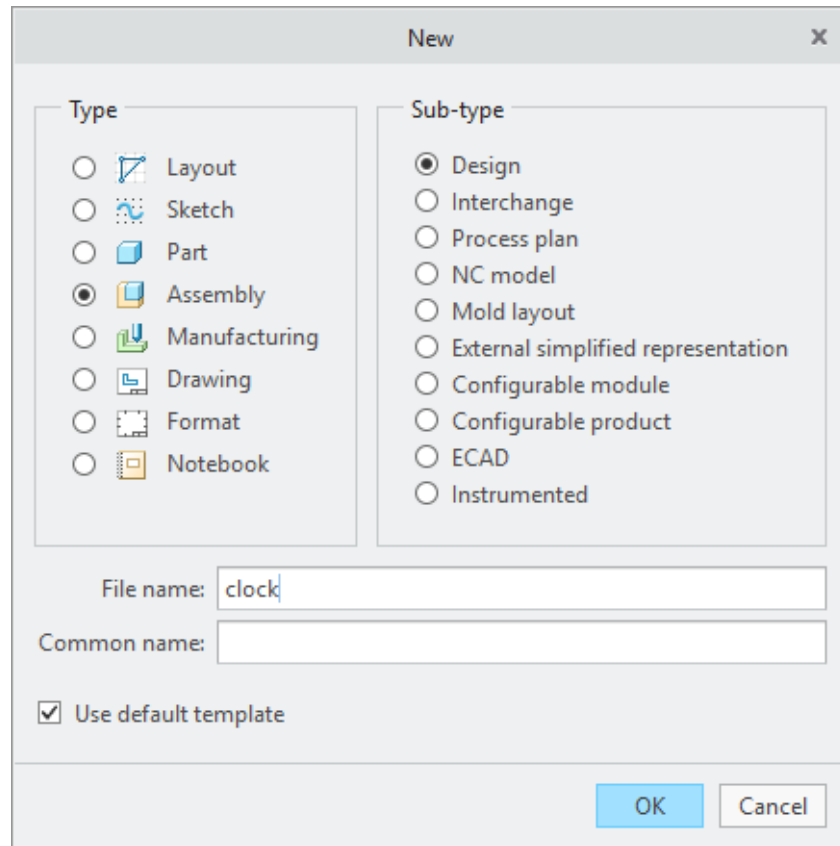 New
Type
Layout
Sketch
Part
Assembly
Manufacturing
Drawing
Format
Notebook
Sub-type
Design
Interchange
Process plan
NC model
Mold layout
External simplified representation
Configurable module
Configurable product
ECAD
Instrumented
File name: clock
Common name:
Use default template
OK Cancel